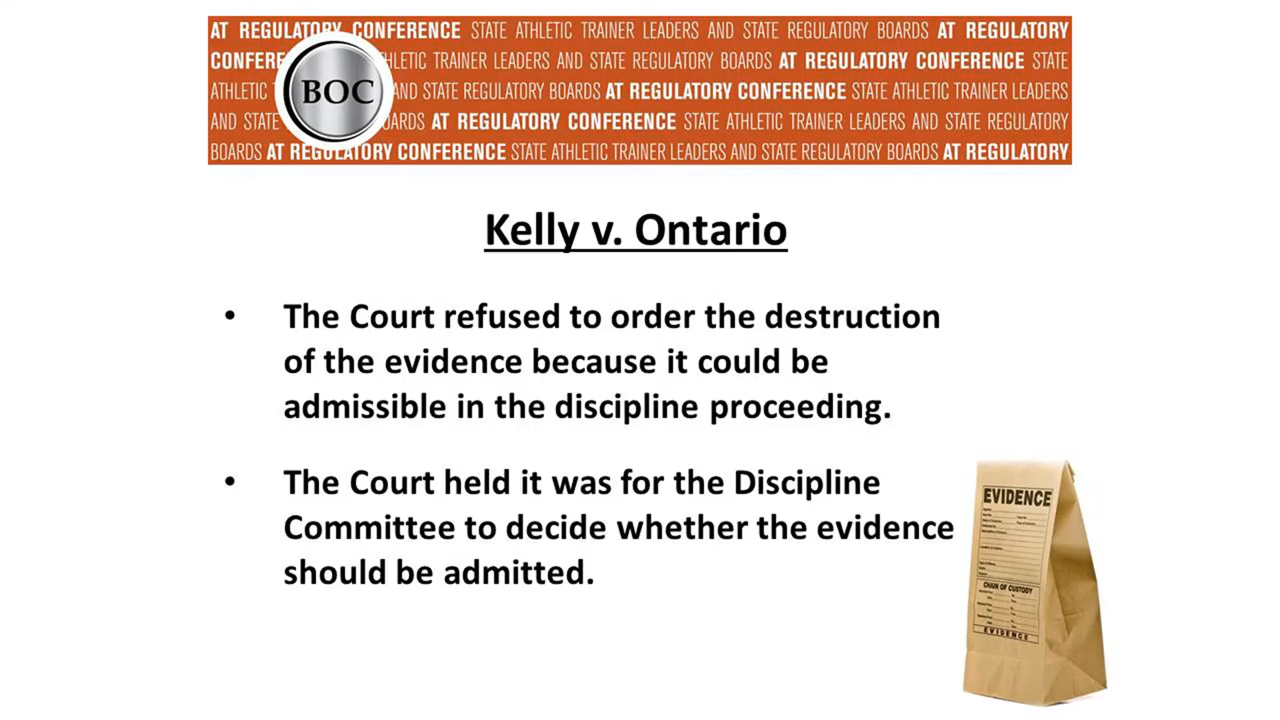 AT REGULATORY CONFERENCE STATE ATHLETIC TRAINER LEADERS AND STATE REGULATORY BOARDS AT REGULATORY
STATE ATHLETIC TRAINER LEADERS AND STATE REGULATORY BOARDS AT REGULATORY CONFERENCE STATE
ATHLETIC AND STATE REGULATORY BOARDS AT REGULATORY CONFERENCE STATE ATHLETIC TRAINER LEADERS
AND STATE AT REGULATORY CONFERENCE STATE ATHLETIC TRAINER LEADERS AND STATE REGULATORY
BOARDS AT REGULATORY CONFERENCE STATE ATHLETIC TRAINER LEADERS AND STATE REGULATORY BOARDS AT REGULATORY
BOC
Kelly v. Ontario
• The Court refused to order the destruction
of the evidence because it could be
admissible in the discipline proceeding.
• The Court held it was for the Discipline
Committee to decide whether the evidence
should be admitted.
EVIDENCE
CHAIN OF CUSTODY
EVIDENCE